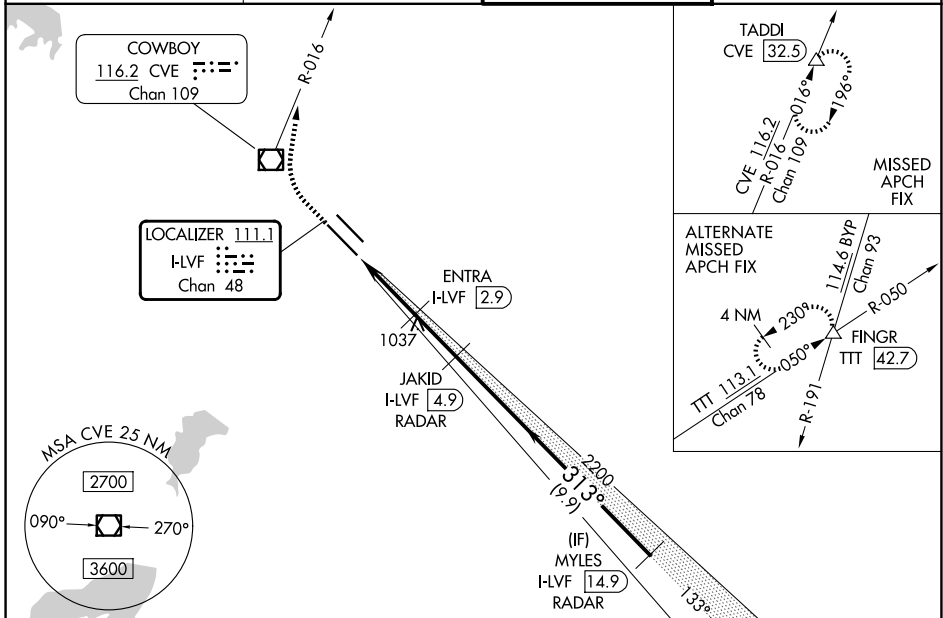 COWBOY
116.2 CVE
Chan 109
R-016
LOCALIZER 111.1
I-LVF
Chan 48
ENTRA
I-LVF 2.9
1037
JAKID
I-LVF 4.9
RADAR
2200
313°
(9.9)
(IF)
MYLES
I-LVF 14.9
RADAR
133°
MSA CVE 25 NM
2700
090°
270°
3600
TADDI
CVE 32.5
016°
196°
CVE 116.2
R-016
Chan 109
MISSED
APCH
FIX
ALTERNATE
MISSED
APCH FIX
114.6 BYP
Chan 93
R-050
4 NM
230°
050°
FINGR
TTT 42.7
TTT 113.1
Chan 78
R-191